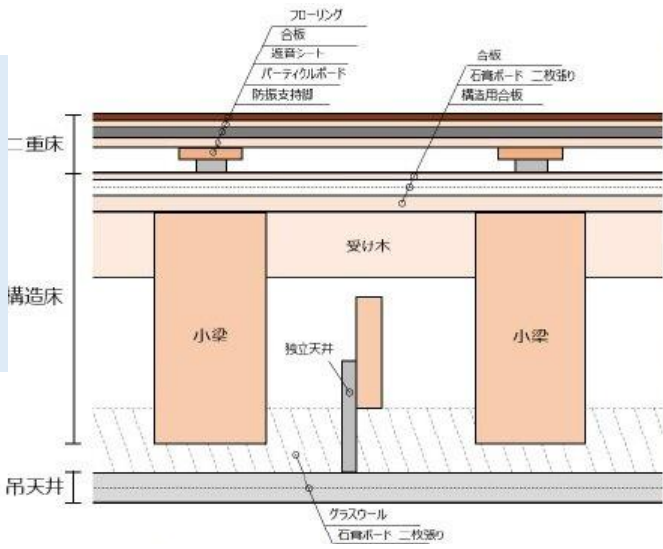 フローリング
合板
遮音シート
パーティクルボード
防振支持脚
合板
石膏ボード 二枚張り
構造用合板
二重床
受け木
構造床
小梁
小梁
独立天井
吊天井
グラスウール
石膏ボード 二枚張り